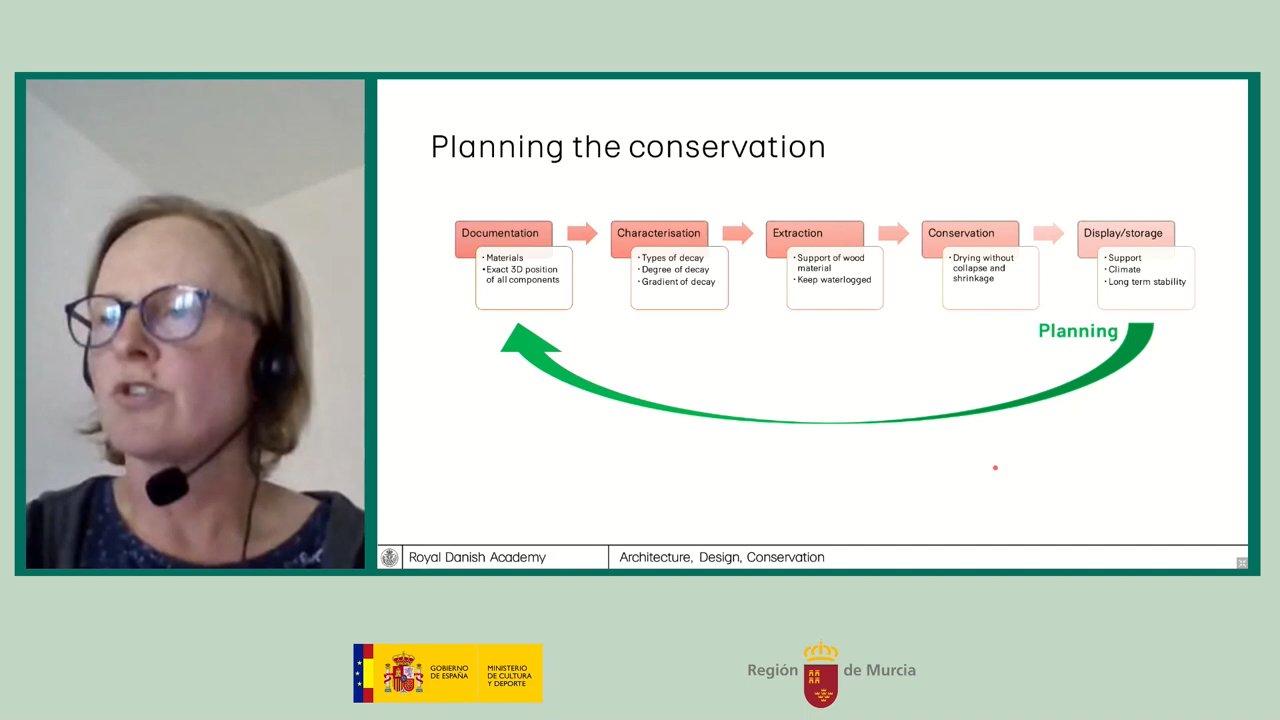 Planning the conservation
Documentation
• Materials
• Exact 3D position
of all components
Characterisation
• Types of decay
• Degree of decay
• Gradient of decay
Extraction
• Support of wood
material
• Keep waterlogged
Conservation
• Drying without
collapse and
shrinkage
Display/storage
• Support
• Climate
• Long term stability
Planning
Royal Danish Academy
Architecture, Design, Conservation
GOBIERNO
DE ESPAÑA
MINISTERIO
DE CULTURA
Y DEPORTE
Región de Murcia